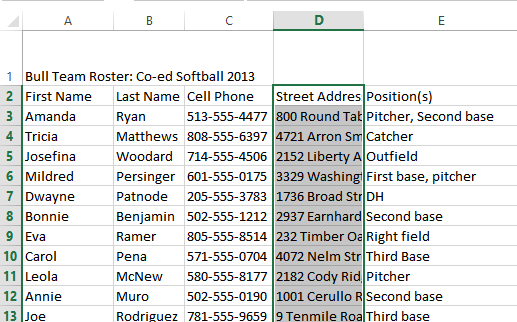 A B C D E
1 Bull Team Roster: Co-ed Softball 2013
2 First Name Last Name Cell Phone Street Addres Position(s)
3 Amanda Ryan 513-555-4477 800 Round Tab Pitcher, Second base
4 Tricia Matthews 808-555-6397 4721 Arron Sm Catcher
5 Josefina Woodard 714-555-4506 2152 Liberty A Outfield
6 Mildred Persinger 601-555-0175 3329 Washingt First base, pitcher
7 Dwayne Patnode 205-555-3783 1736 Broad Str DH
8 Bonnie Benjamin 502-555-1212 2937 Earnhard Second base
9 Eva Ramer 805-555-8514 232 Timber Oa Right field
10 Carol Pena 571-555-0704 4072 Nelm Str Third Base
11 Leola McNew 580-555-8177 2182 Cody Rid Pitcher
12 Annie Muro 502-555-0190 1001 Cerullo R Second base
13 Joe Rodriguez 781-555-9659 9 Tenmile Roa Third base